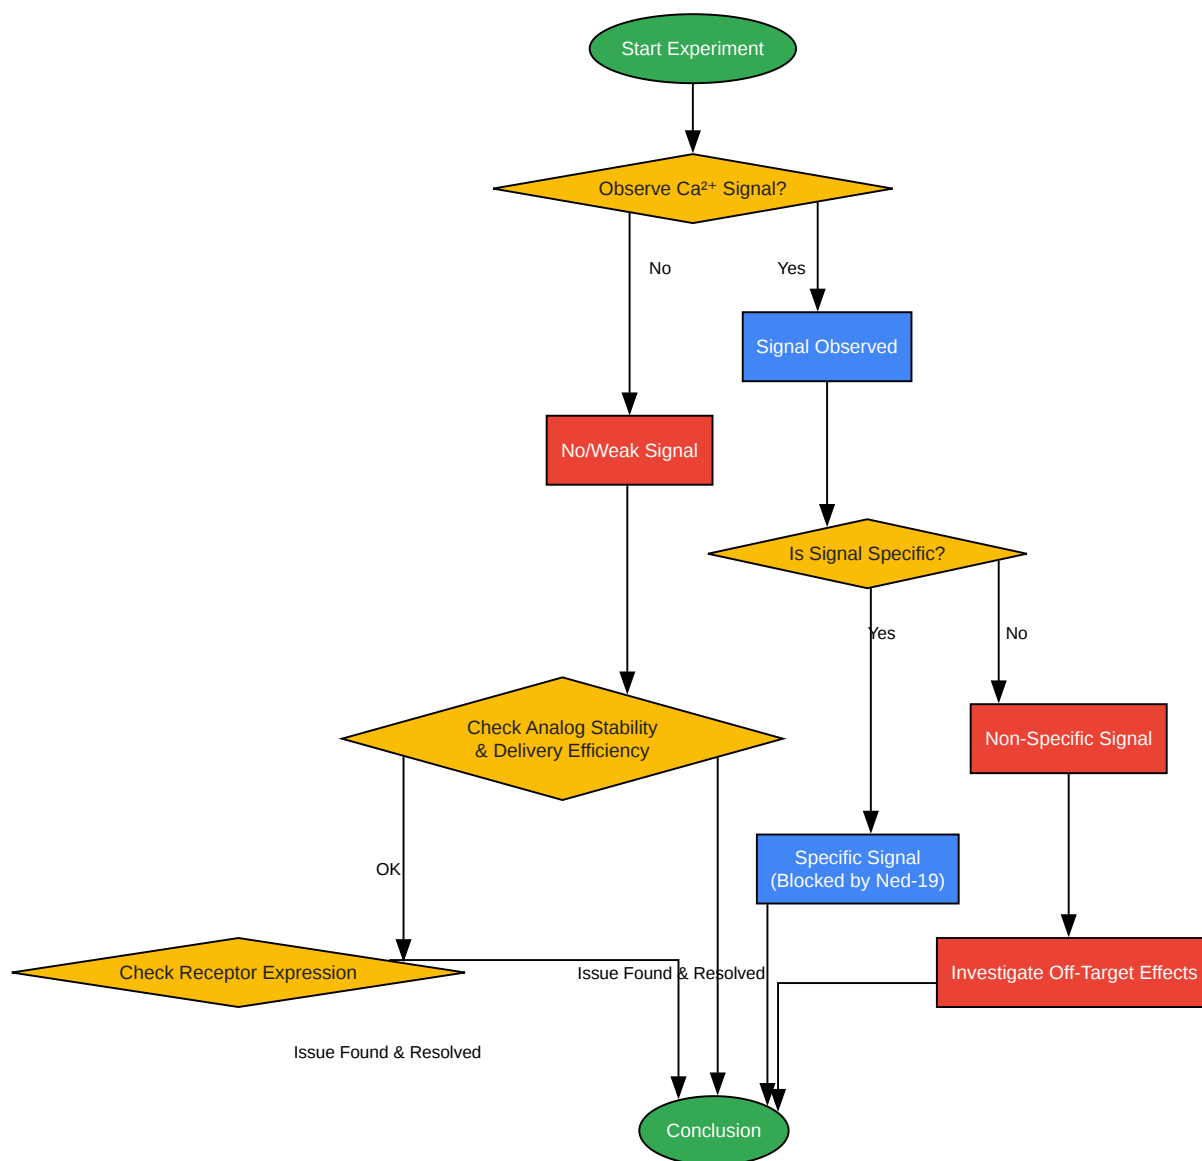 Start Experiment
Observe Ca²⁺ Signal?
No
Yes
Signal Observed
No/Weak Signal
Is Signal Specific?
Yes
No
Check Analog Stability
& Delivery Efficiency
Non-Specific Signal
Specific Signal
(Blocked by Ned-19)
OK
Check Receptor Expression
Issue Found & Resolved
Investigate Off-Target Effects
Issue Found & Resolved
Conclusion